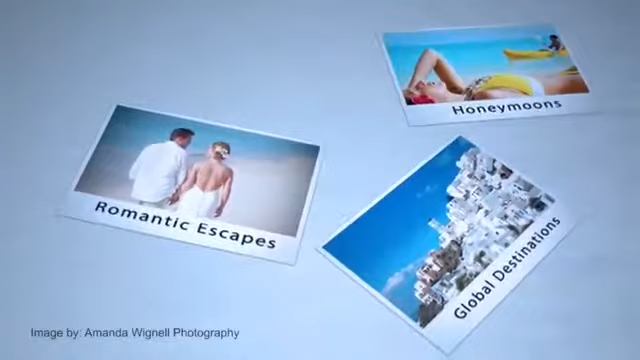 Honeymoons
Romantic Escapes
Global Destinations
Image by: Amanda Wignell Photography